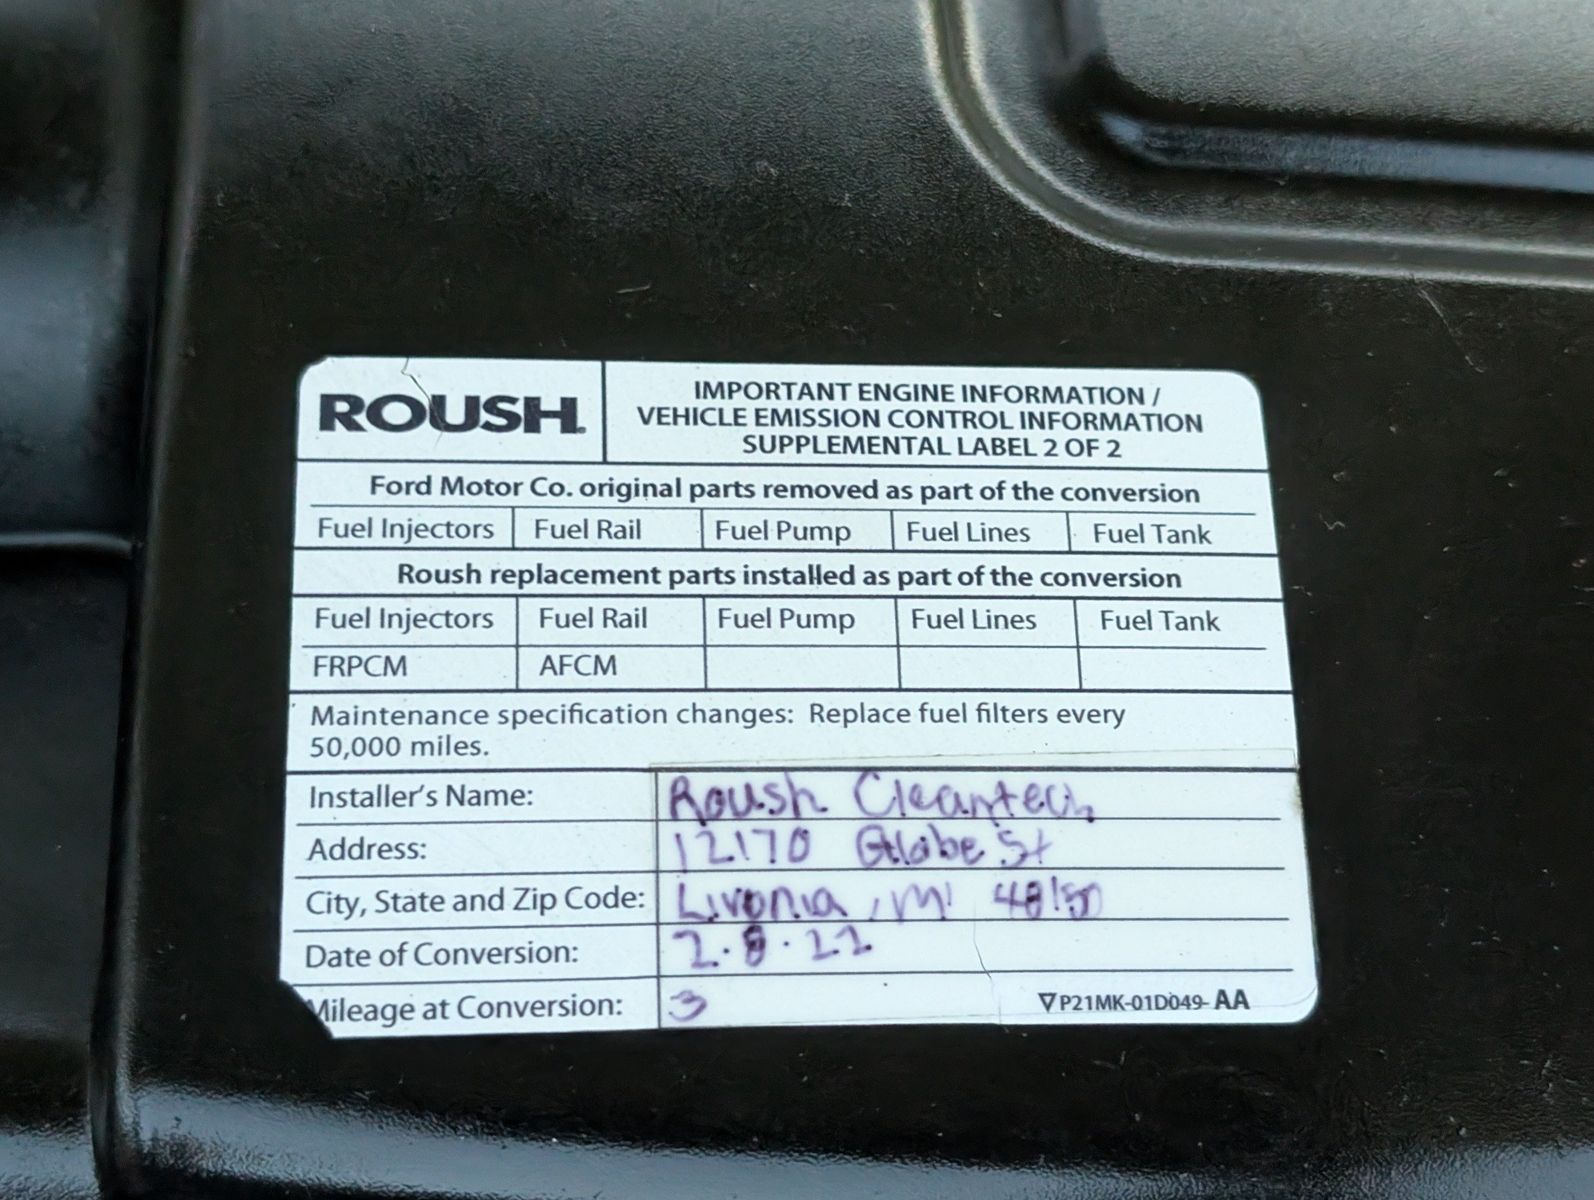 ROUSH
IMPORTANT ENGINE INFORMATION /
VEHICLE EMISSION CONTROL INFORMATION
SUPPLEMENTAL LABEL 2 OF 2
Ford Motor Co. original parts removed as part of the conversion
Fuel Injectors Fuel Rail Fuel Pump Fuel Lines Fuel Tank
Roush replacement parts installed as part of the conversion
Fuel Injectors Fuel Rail Fuel Pump Fuel Lines Fuel Tank
FRPCM AFCM
Maintenance specification changes: Replace fuel filters every
50,000 miles.
Installer's Name: Roush Cleantech
Address: 12170 Globe St
City, State and Zip Code: Livonia, MI 48150
Date of Conversion: 2.8.22
Mileage at Conversion: 3 P21MK-01D049-AA